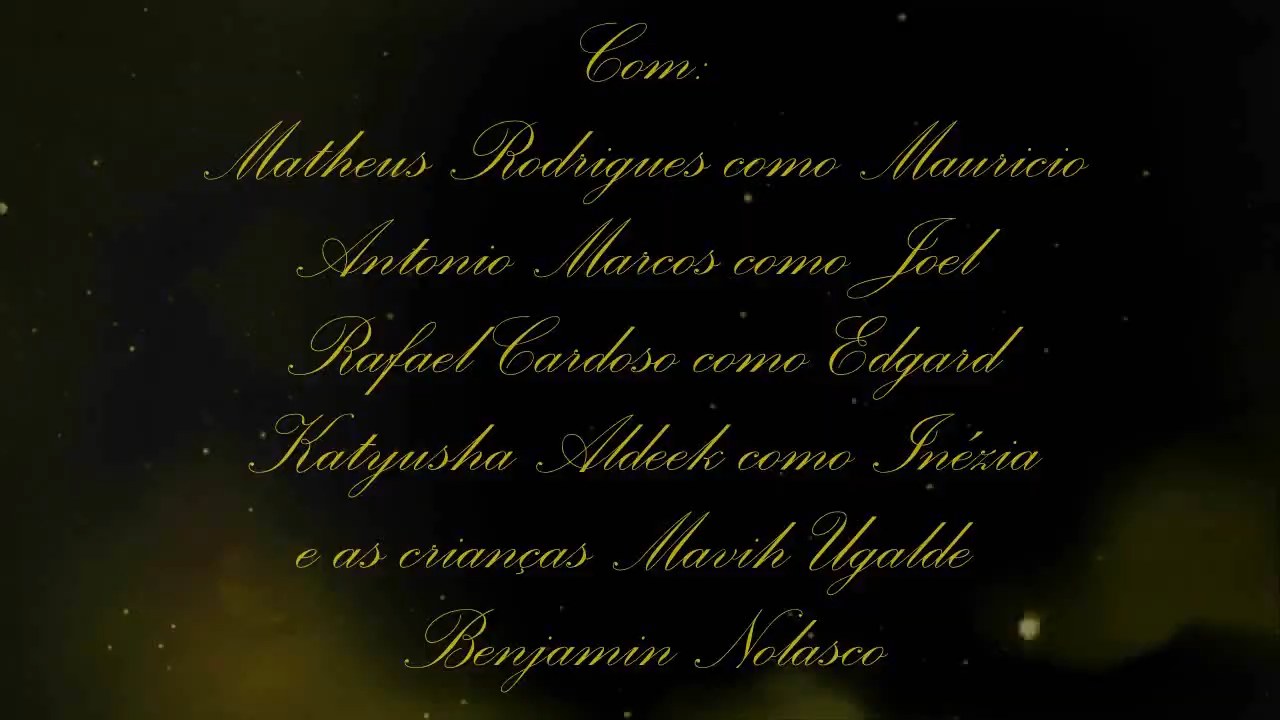 Com:
Matheus Rodrigues como Mauricio
Antonio Marcos como Joel
Rafael Cardoso como Edgard
Katyusha Aldeek como Inézia
e as crianças Mavih Ugalde
Benjamin Nolasco